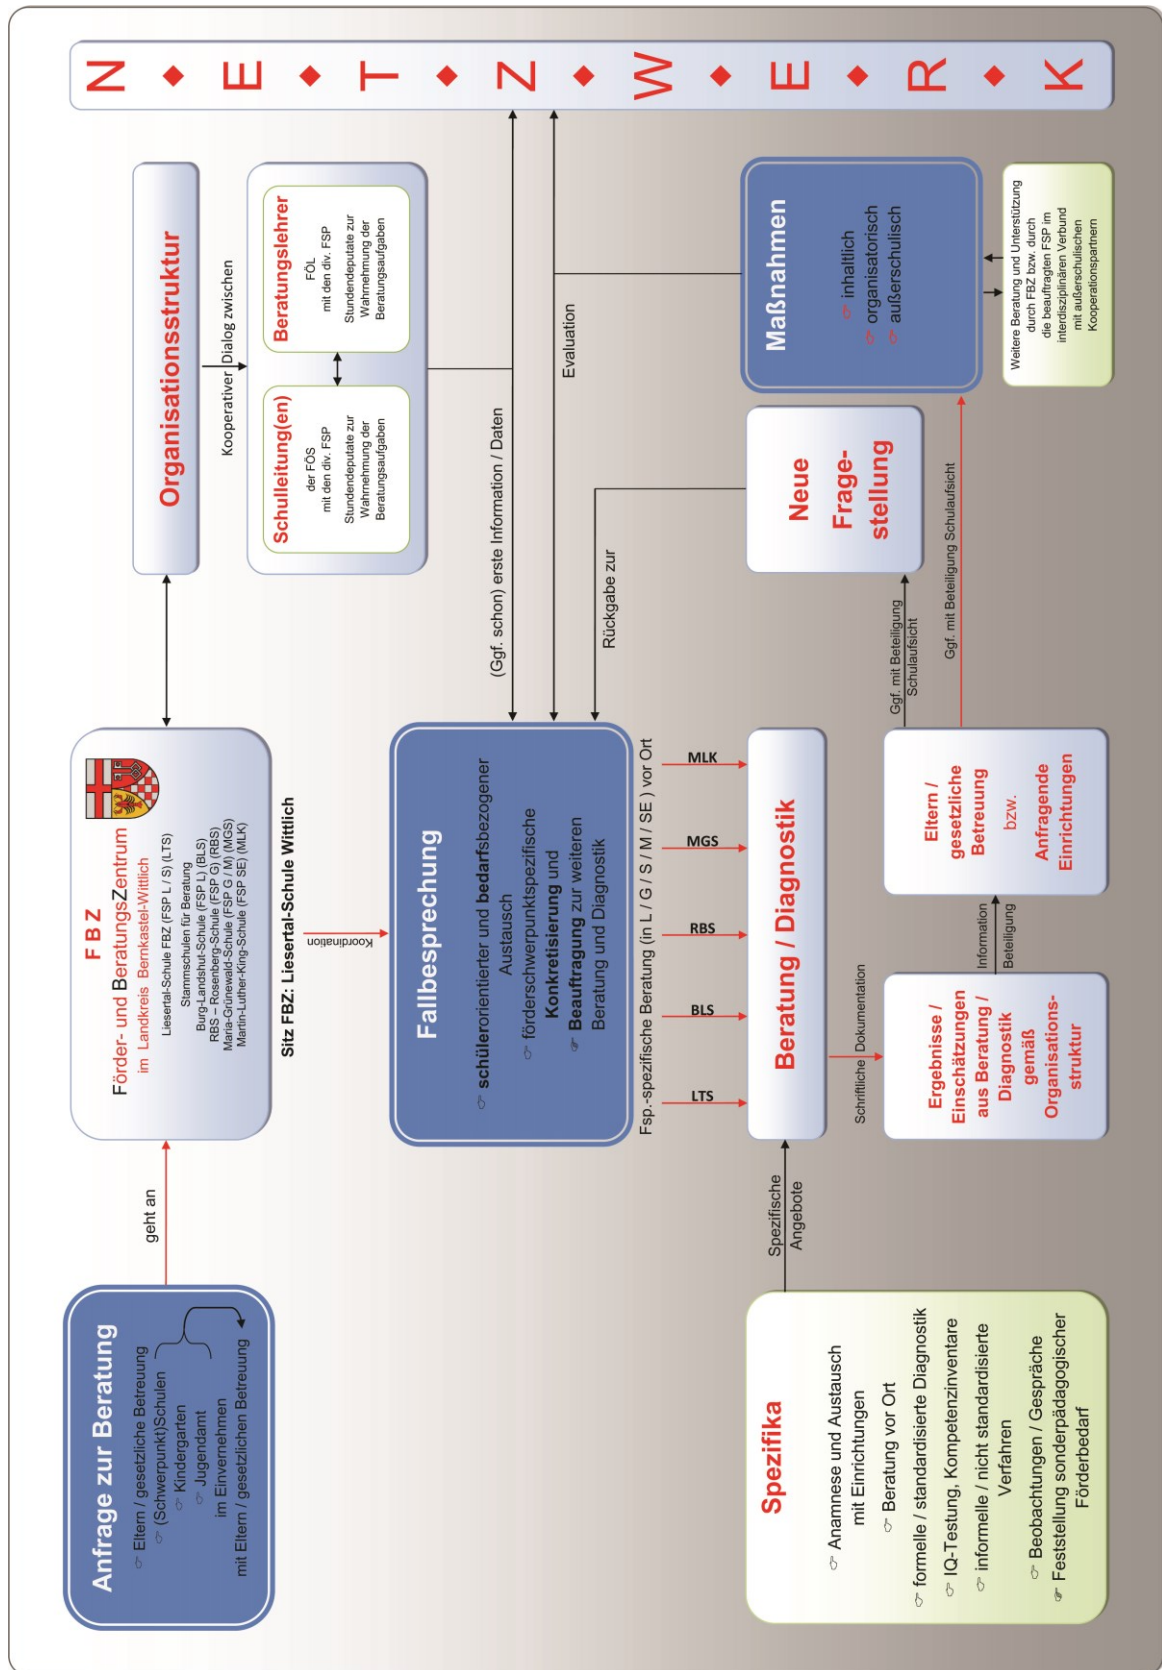 Anfrage zur Beratung
☞ Eltern / gesetzliche Betreuung
☞ (Schwerpunkt)Schulen
☞ Kindergarten
☞ Jugendamt
im Einvernehmen
mit Eltern / gesetzlichen Betreuung
geht an
F B Z
Förder- und BeratungsZentrum
im Landkreis Bernkastel-Wittlich
Liesertal-Schule FBZ (FSP L / S) (LTS)
Stammschulen für Beratung
Burg-Landshut-Schule (FSP L) (BLS)
RBS – Rosenberg-Schule (FSP G) (RBS)
Maria-Grünewald-Schule (FSP G / M) (MGS)
Martin-Luther-King-Schule (FSP SE) (MLK)
Sitz FBZ: Liesertal-Schule Wittlich
Koordination
Organisationsstruktur
Kooperativer Dialog zwischen
Schulleitung(en)
der FÖS
mit den div. FSP
Stundendeputate zur
Wahrnehmung der
Beratungsaufgaben
Beratungslehrer
FÖL
mit den div. FSP
Stundendeputate zur
Wahrnehmung der
Beratungsaufgaben
N ◆ E ◆ T ◆ Z ◆ W ◆ E ◆ R ◆ K
(Ggf. schon) erste Information / Daten
Evaluation
Rückgabe zur
Fallbesprechung
☞ schülerorientierter und bedarfsbezogener
Austausch
☞ förderschwerpunktspezifische
Konkretisierung und
☞ Beauftragung zur weiteren
Beratung und Diagnostik
Fsp.-spezifische Beratung (in L / G / S / M / SE ) vor Ort
LTS
BLS
RBS
MGS
MLK
Spezifika
☞ Anamnese und Austausch
mit Einrichtungen
☞ Beratung vor Ort
☞ formelle / standardisierte Diagnostik
☞ IQ-Testung, Kompetenzinventare
☞ informelle / nicht standardisierte
Verfahren
☞ Beobachtungen / Gespräche
☞ Feststellung sonderpädagogischer
Förderbedarf
Spezifische
Angebote
Beratung / Diagnostik
Schriftliche Dokumentation
Ergebnisse /
Einschätzungen
aus Beratung /
Diagnostik
gemäß
Organisations-
struktur
Information
Beteiligung
Eltern /
gesetzliche
Betreuung
bzw.
Anfragende
Einrichtungen
Ggf. mit Beteiligung
Schulaufsicht
Ggf. mit Beteiligung Schulaufsicht
Neue
Frage-
stellung
Maßnahmen
☞ inhaltlich
☞ organisatorisch
☞ außerschulisch
Weitere Beratung und Unterstützung
durch FBZ bzw. durch
die beauftragten FSP im
interdisziplinären Verbund
mit außerschulischen
Kooperationspartnern